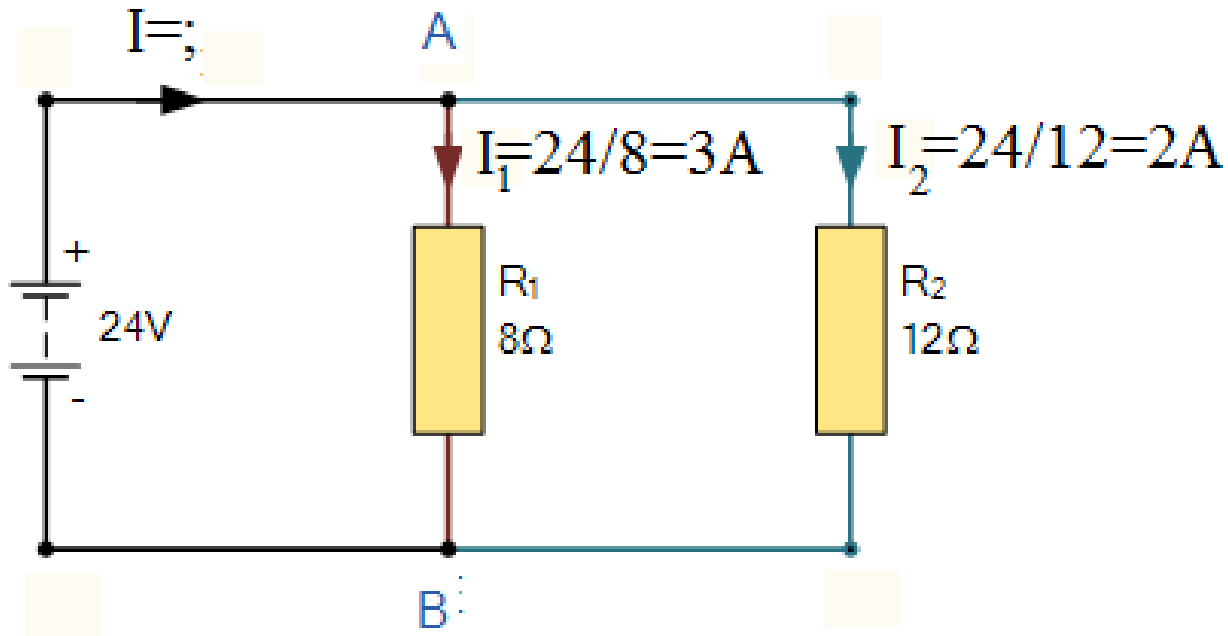 I=;
A
I₁=24/8=3A
I₂=24/12=2A
+
24V
-
R₁
8Ω
R₂
12Ω
B